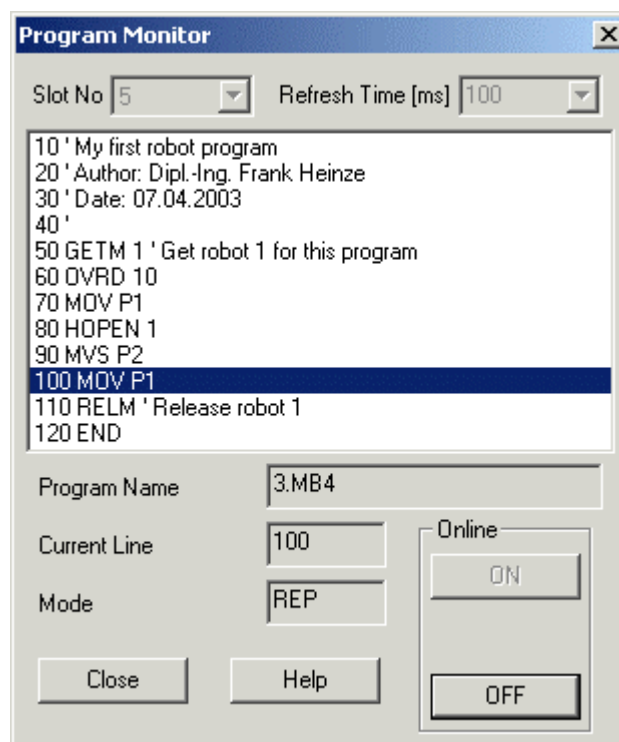 Program Monitor
Slot No 5 Refresh Time [ms] 100
10 ' My first robot program
20 ' Author: Dipl.-Ing. Frank Heinze
30 ' Date: 07.04.2003
40 '
50 GETM 1 ' Get robot 1 for this program
60 OVRD 10
70 MOV P1
80 HOPEN 1
90 MVS P2
100 MOV P1
110 RELM ' Release robot 1
120 END
Program Name 3.MB4
Current Line 100
Mode REP
Online
ON
Close Help OFF